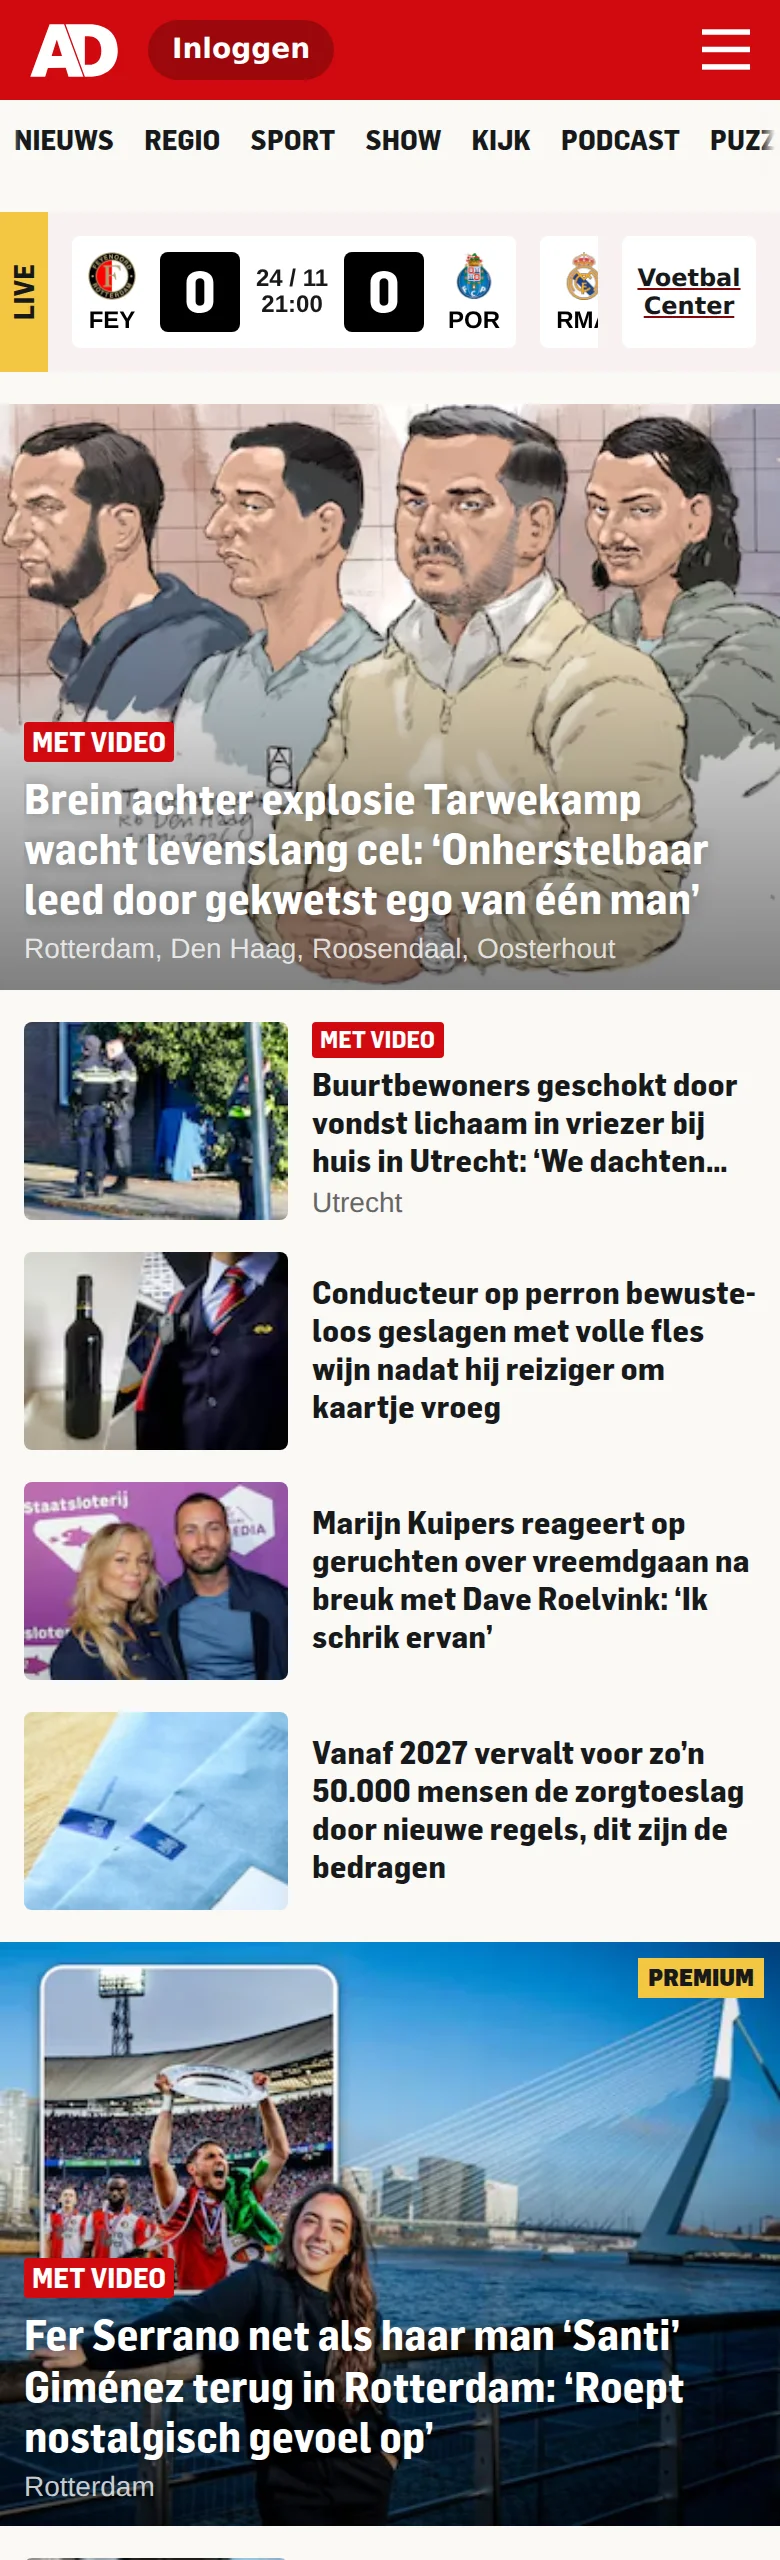 AD
Inloggen
NIEUWS REGIO SPORT SHOW KIJK PODCAST PUZZ
LIVE
FEY
0
24 / 11
21:00
0
POR
RMA
Voetbal
Center
MET VIDEO
Brein achter explosie Tarwekamp
wacht levenslang cel: ‘Onherstelbaar
leed door gekwetst ego van één man’
Rotterdam, Den Haag, Roosendaal, Oosterhout
MET VIDEO
Buurtbewoners geschokt door
vondst lichaam in vriezer bij
huis in Utrecht: ‘We dachten...
Utrecht
Conducteur op perron bewuste-
loos geslagen met volle fles
wijn nadat hij reiziger om
kaartje vroeg
Staatsloterij
EDIA
Marijn Kuipers reageert op
geruchten over vreemdgaan na
breuk met Dave Roelvink: ‘Ik
schrik ervan’
Vanaf 2027 vervalt voor zo’n
50.000 mensen de zorgtoeslag
door nieuwe regels, dit zijn de
bedragen
PREMIUM
MET VIDEO
Fer Serrano net als haar man ‘Santi’
Giménez terug in Rotterdam: ‘Roept
nostalgisch gevoel op’
Rotterdam